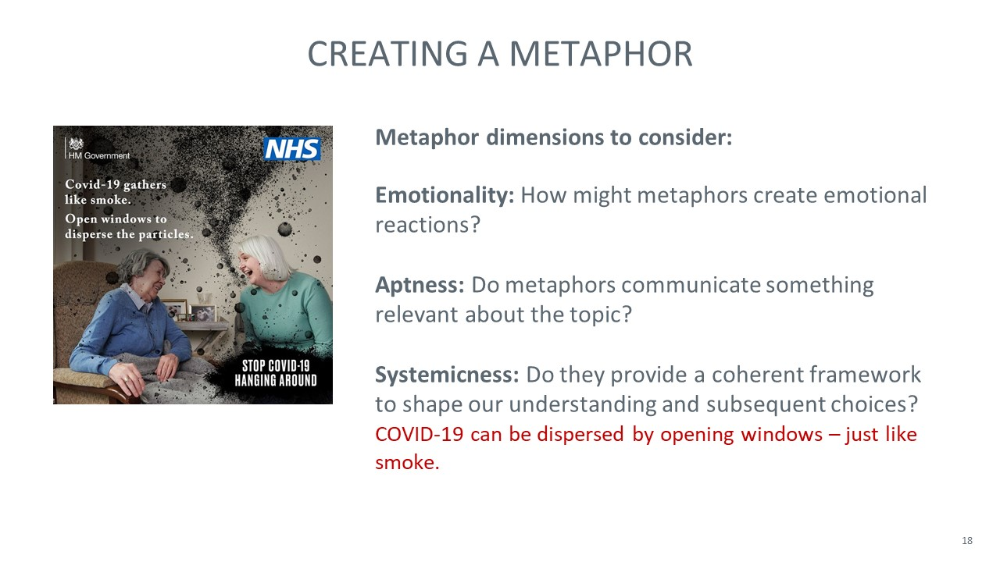 CREATING A METAPHOR
HM Government
NHS
Covid-19 gathers
like smoke.
Open windows to
disperse the particles.
STOP COVID-19
HANGING AROUND
Metaphor dimensions to consider:
Emotionality: How might metaphors create emotional
reactions?
Aptness: Do metaphors communicate something
relevant about the topic?
Systemicness: Do they provide a coherent framework
to shape our understanding and subsequent choices?
COVID-19 can be dispersed by opening windows – just like
smoke.
18